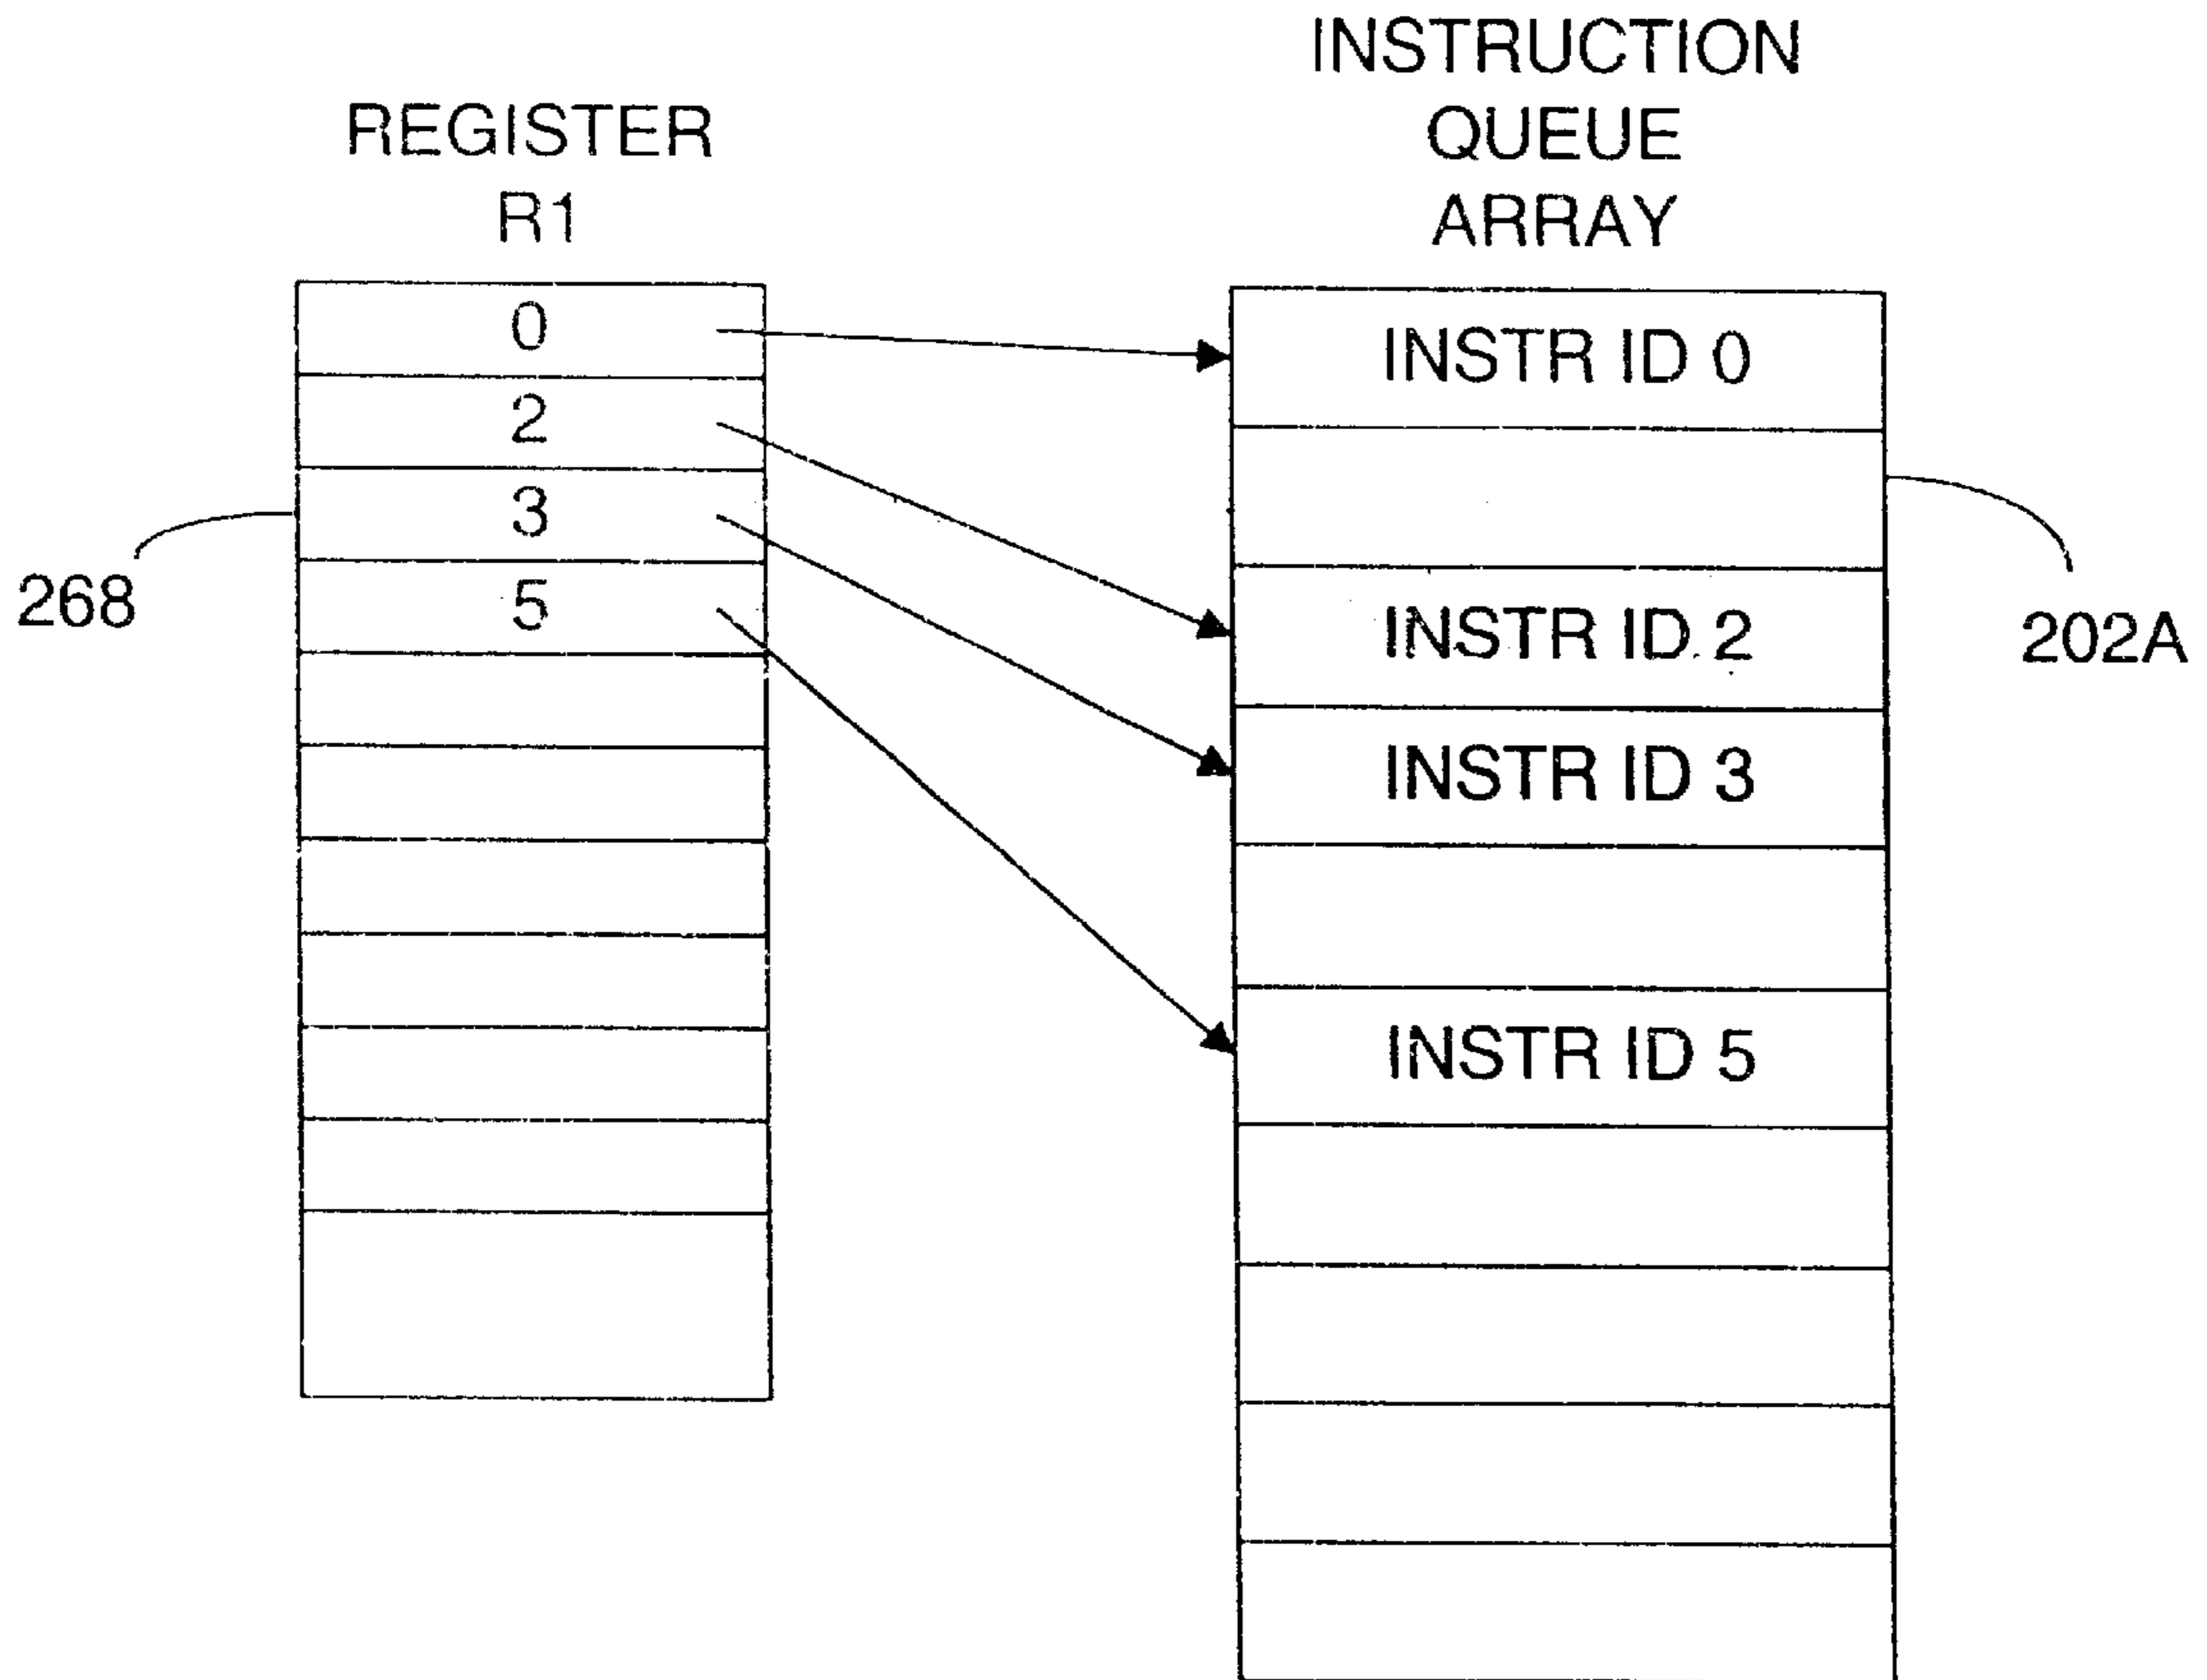 REGISTER
R1
INSTRUCTION
QUEUE
ARRAY
0
2
3
5
268
INSTR ID 0
INSTR ID 2
INSTR ID 3
INSTR ID 5
202A